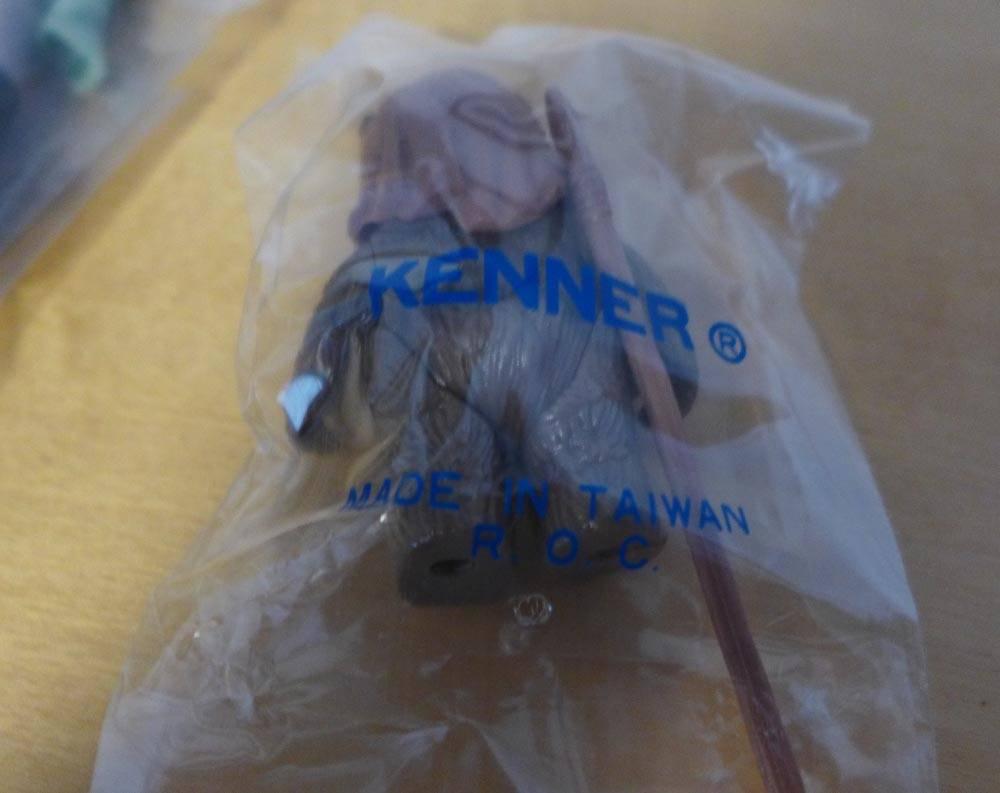 KENNER ®
MADE IN TAIWAN
R. O. C.